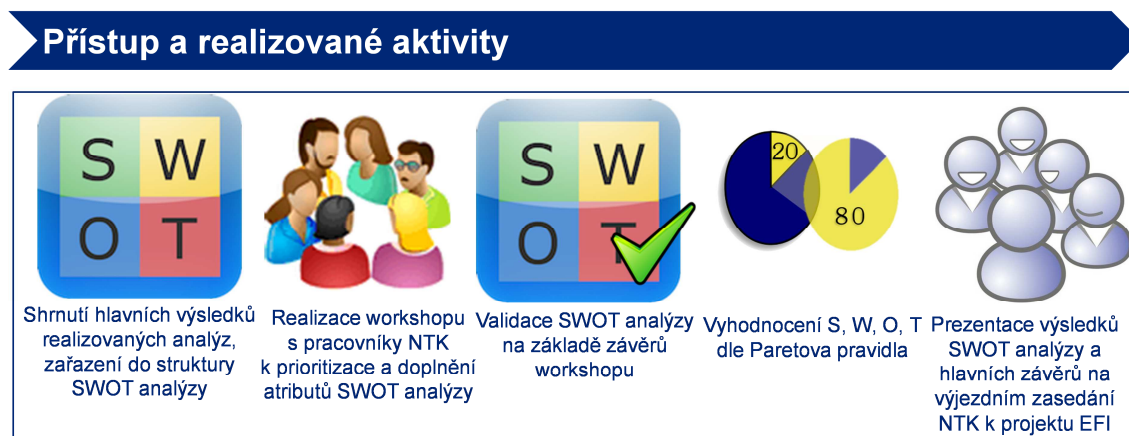 Přístup a realizované aktivity
S W
O T
Shrnutí hlavních výsledků
realizovaných analýz,
zařazení do struktury
SWOT analýzy
Realizace workshopu
s pracovníky NTK
k prioritizace a doplnění
atributů SWOT analýzy
S W
O T
Validace SWOT analýzy
na základě závěrů
workshopu
20
80
Vyhodnocení S, W, O, T
dle Paretova pravidla
Prezentace výsledků
SWOT analýzy a
hlavních závěrů na
výjezdním zasedání
NTK k projektu EFI